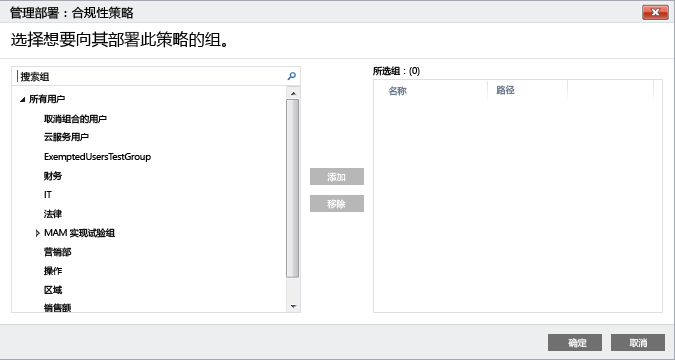 管理部署：合规性策略
选择想要向其部署此策略的组。
搜索组
所有用户
取消组合的用户
云服务用户
ExemptedUsersTestGroup
财务
IT
法律
MAM 实现试验组
营销部
操作
区域
销售额
添加
移除
所选组：(0)
名称 路径
确定 取消